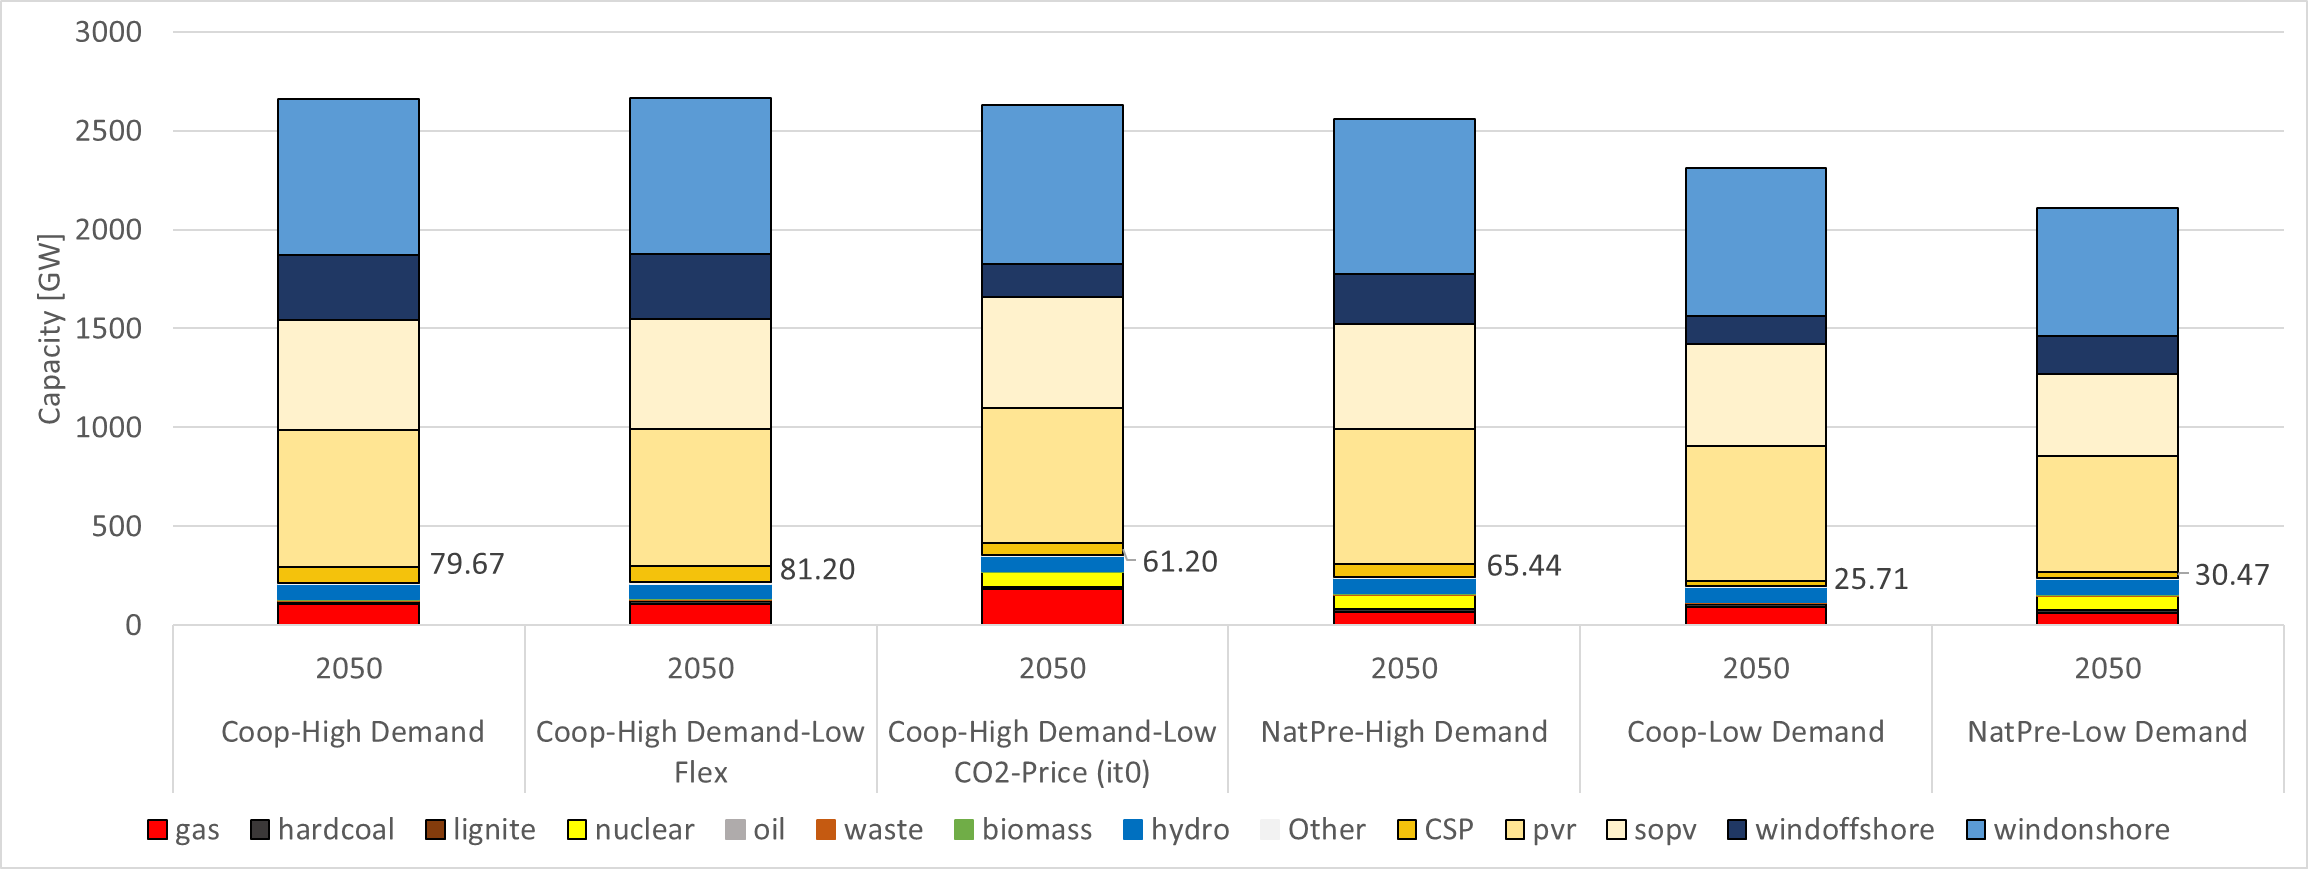 3000
2500
2000
1500
1000
500
0
Capacity [GW]
79.67
81.20
61.20
65.44
25.71
30.47
2050 2050 2050 2050 2050 2050
Coop-High Demand
Coop-High Demand-Low
Flex
Coop-High Demand-Low
CO2-Price (it0)
NatPre-High Demand
Coop-Low Demand
NatPre-Low Demand
gas hardcoal lignite nuclear oil waste biomass hydro Other CSP pvr sopv windoffshore windonshore